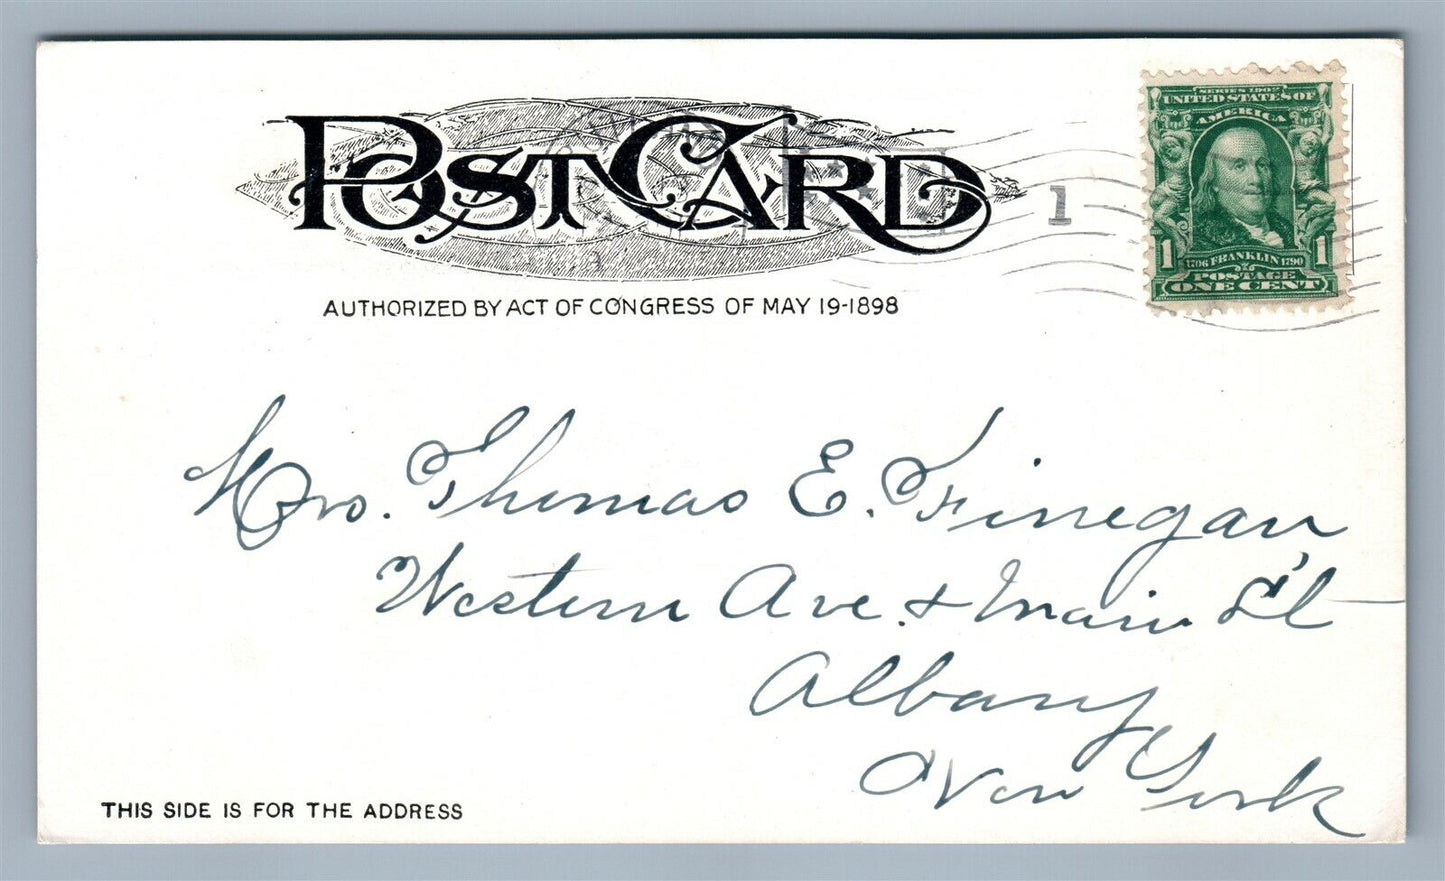 POST CARD
AUTHORIZED BY ACT OF CONGRESS OF MAY 19-1898
1
SERIES 1902
UNITED STATES OF
AMERICA
1 1
1706 FRANKLIN 1790
POSTAGE
ONE CENT
Mrs. Thomas E. Finegan
Western Ave. & Main St
Albany
New York
THIS SIDE IS FOR THE ADDRESS